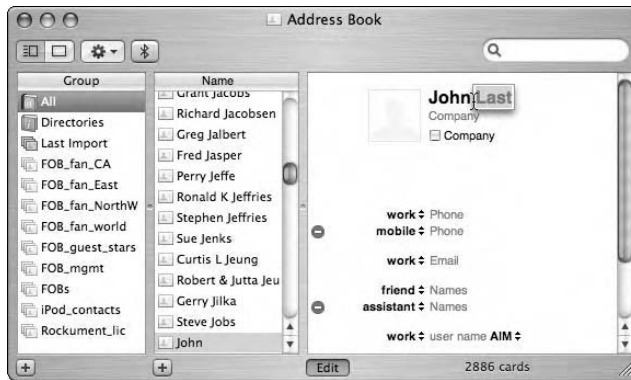 Address Book
Group
All
Directories
Last Import
FOB_fan_CA
FOB_fan_East
FOB_fan_NorthW
FOB_fan_world
FOB_guest_stars
FOB_mgmt
FOBs
iPod_contacts
Rockument_lic
Name
Grant Jacobs
Richard Jacobsen
Greg Jalbert
Fred Jasper
Perry Jeffe
Ronald K Jeffries
Stephen Jeffries
Sue Jenks
Curtis L Jeung
Robert & Jutta Jeu
Gerry Jilka
Steve Jobs
John
John Last
Company
Company
work Phone
mobile Phone
work Email
friend Names
assistant Names
work user name AIM
Edit
2886 cards